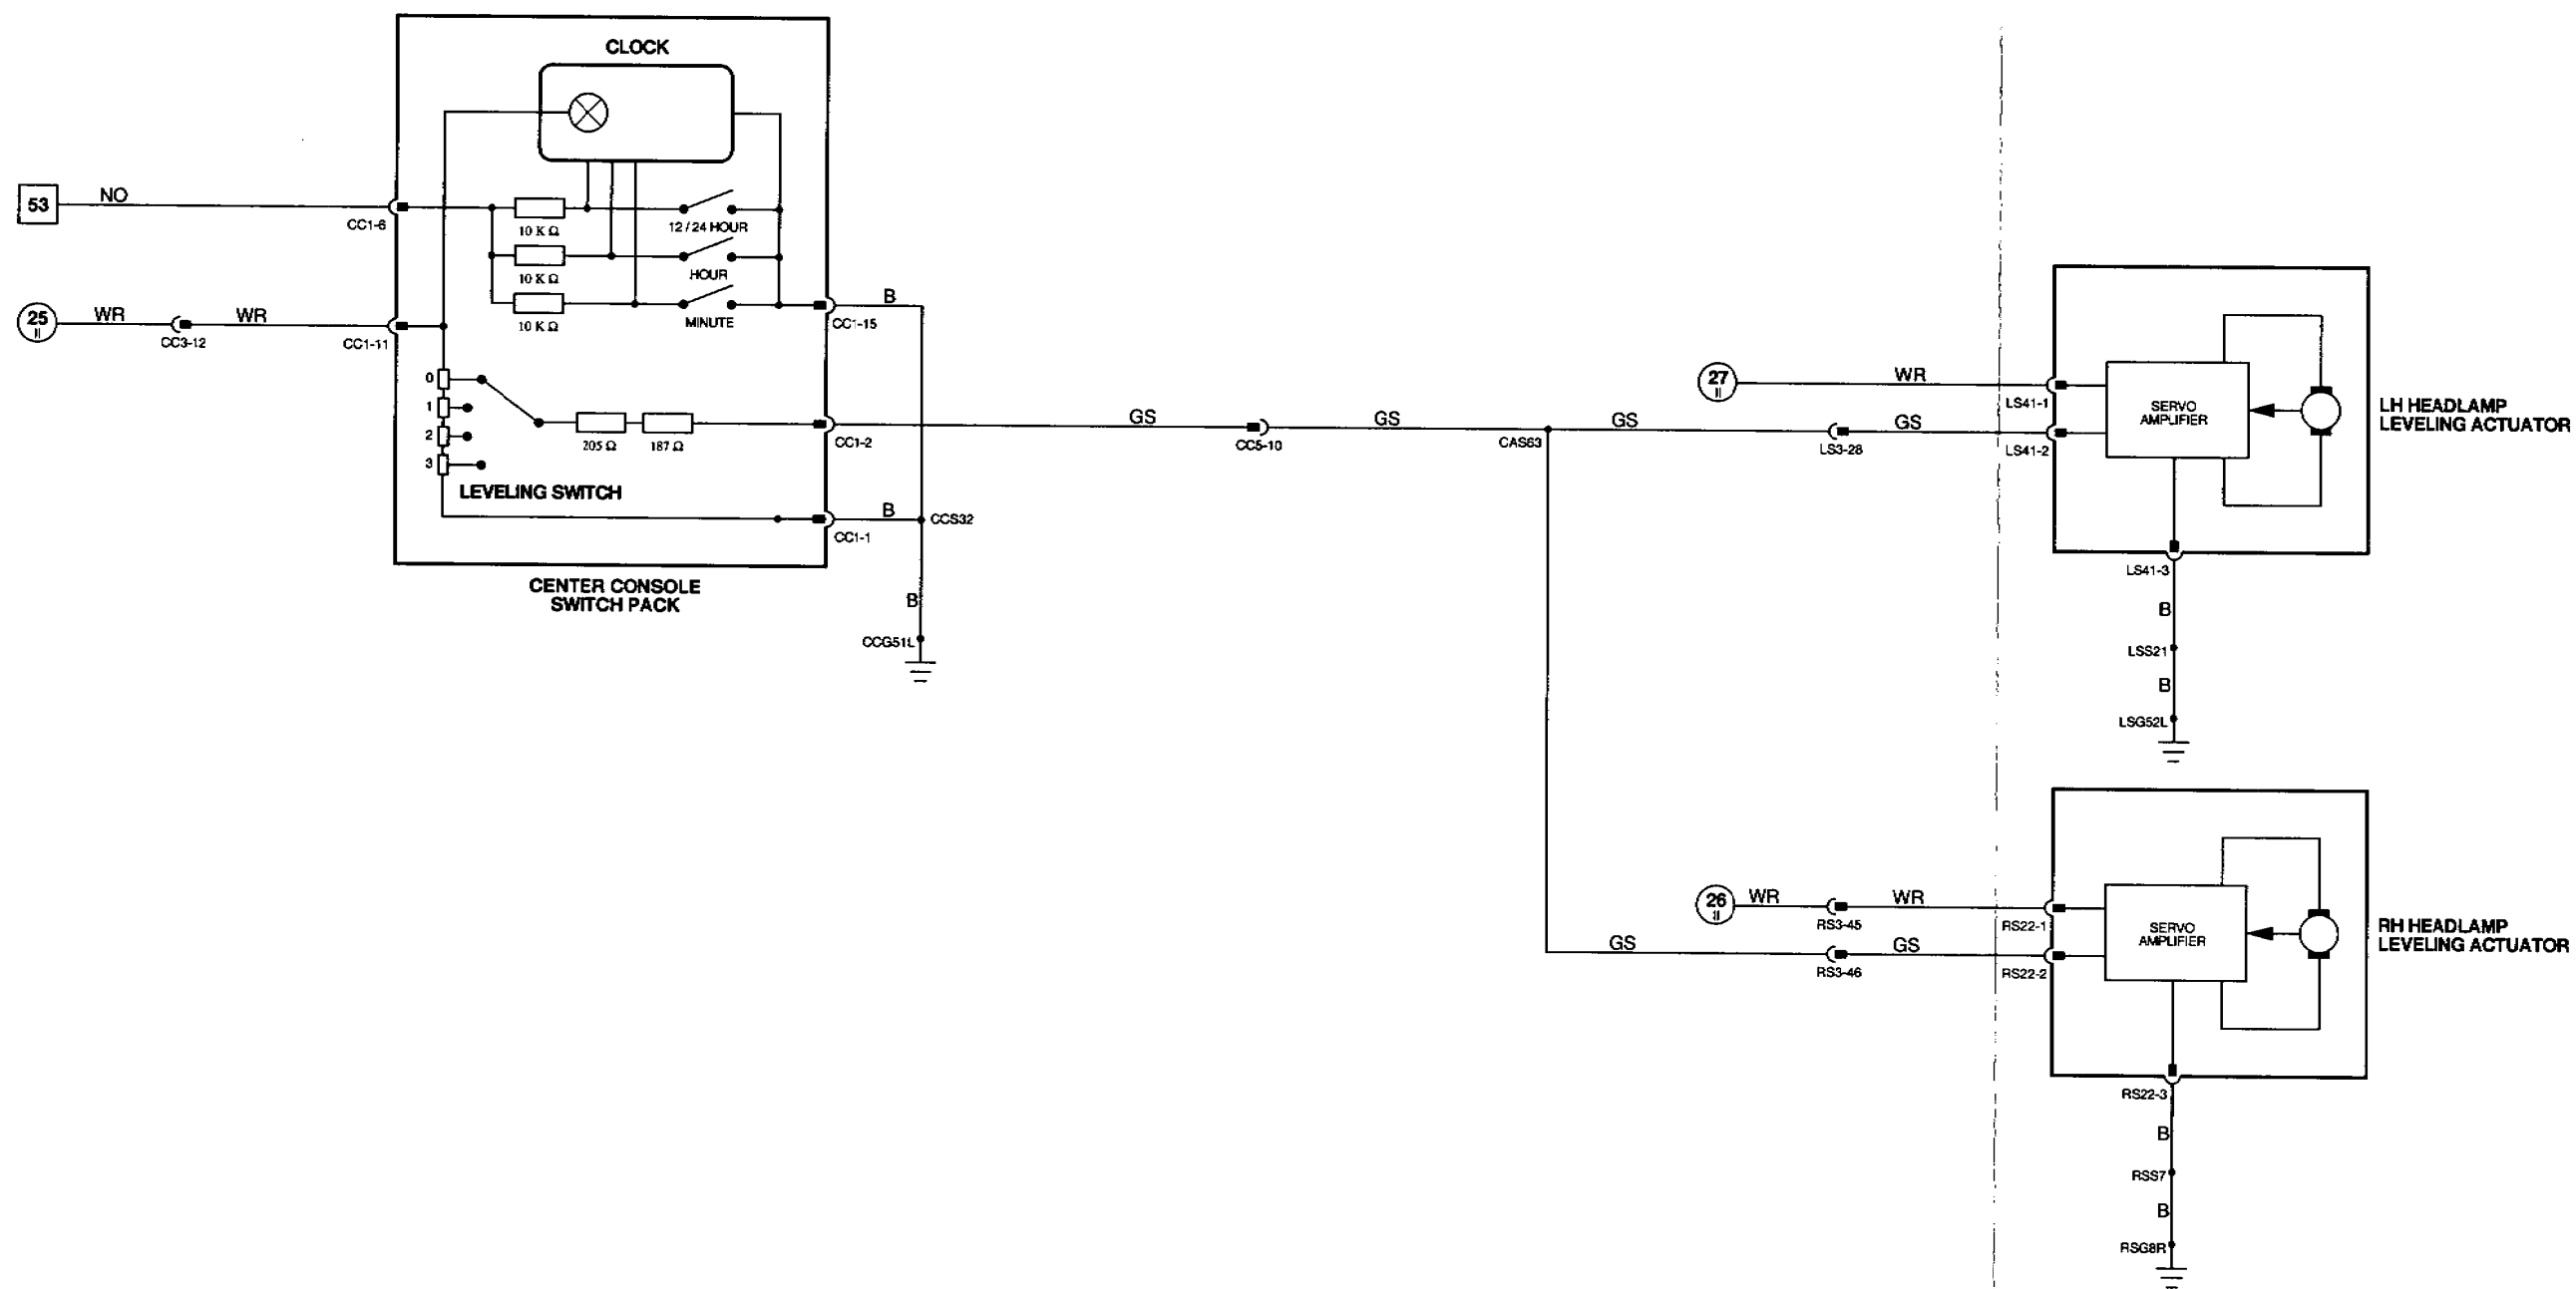 CLOCK
53
NO
CC1-6
10 K Ω
12 / 24 HOUR
10 K Ω
HOUR
10 K Ω
MINUTE
25
II
WR
CC3-12
WR
CC1-11
B
CC1-15
0
1
2
3
205 Ω
187 Ω
CC1-2
LEVELING SWITCH
B
CCS32
CC1-1
CENTER CONSOLE
SWITCH PACK
B
CCG51L
GS
CC5-10
GS
CAS63
GS
LS3-28
GS
27
II
WR
LS41-1
LS41-2
SERVO
AMPLIFIER
LH HEADLAMP
LEVELING ACTUATOR
LS41-3
B
LSS21
B
LSG52L
26
II
WR
RS3-45
WR
RS22-1
GS
RS3-46
GS
RS22-2
SERVO
AMPLIFIER
RH HEADLAMP
LEVELING ACTUATOR
RS22-3
B
RSS7
B
RSG8R